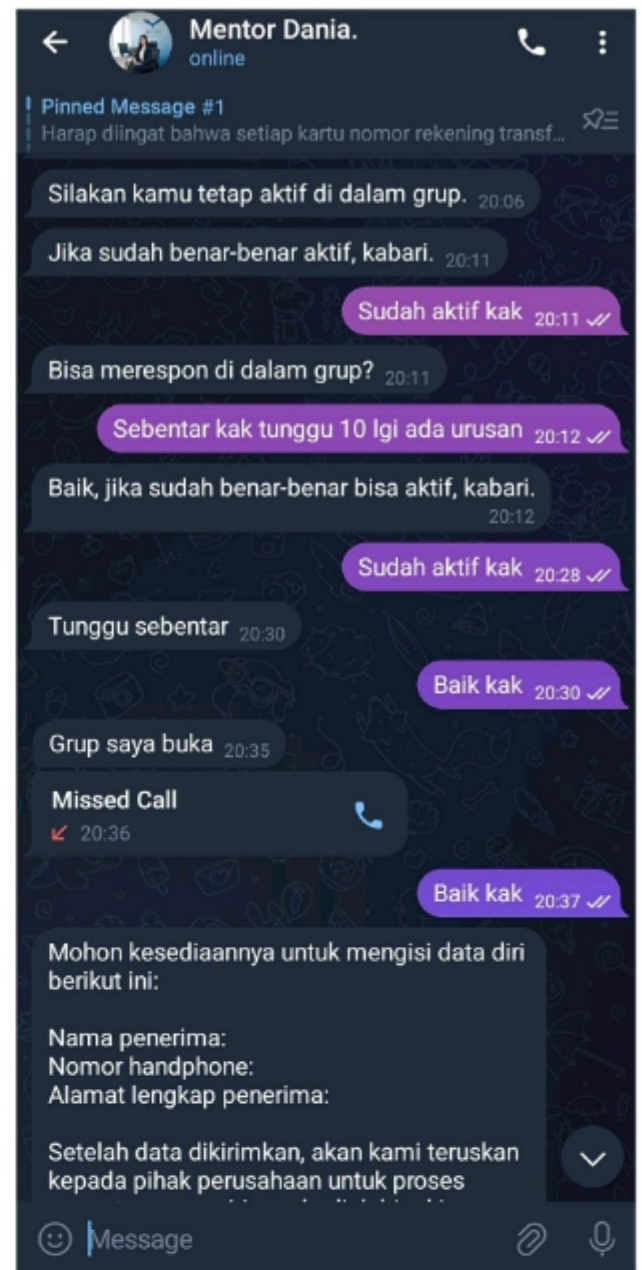 Mentor Dania.
online
Pinned Message #1
Harap diingat bahwa setiap kartu nomor rekening transf...
Silakan kamu tetap aktif di dalam grup. 20:06
Jika sudah benar-benar aktif, kabari. 20:11
Sudah aktif kak 20:11
Bisa merespon di dalam grup? 20:11
Sebentar kak tunggu 10 lgi ada urusan 20:12
Baik, jika sudah benar-benar bisa aktif, kabari.
20:12
Sudah aktif kak 20:28
Tunggu sebentar 20:30
Baik kak 20:30
Grup saya buka 20:35
Missed Call
20:36
Baik kak 20:37
Mohon kesediaannya untuk mengisi data diri
berikut ini:
Nama penerima:
Nomor handphone:
Alamat lengkap penerima:
Setelah data dikirimkan, akan kami teruskan
kepada pihak perusahaan untuk proses
Message